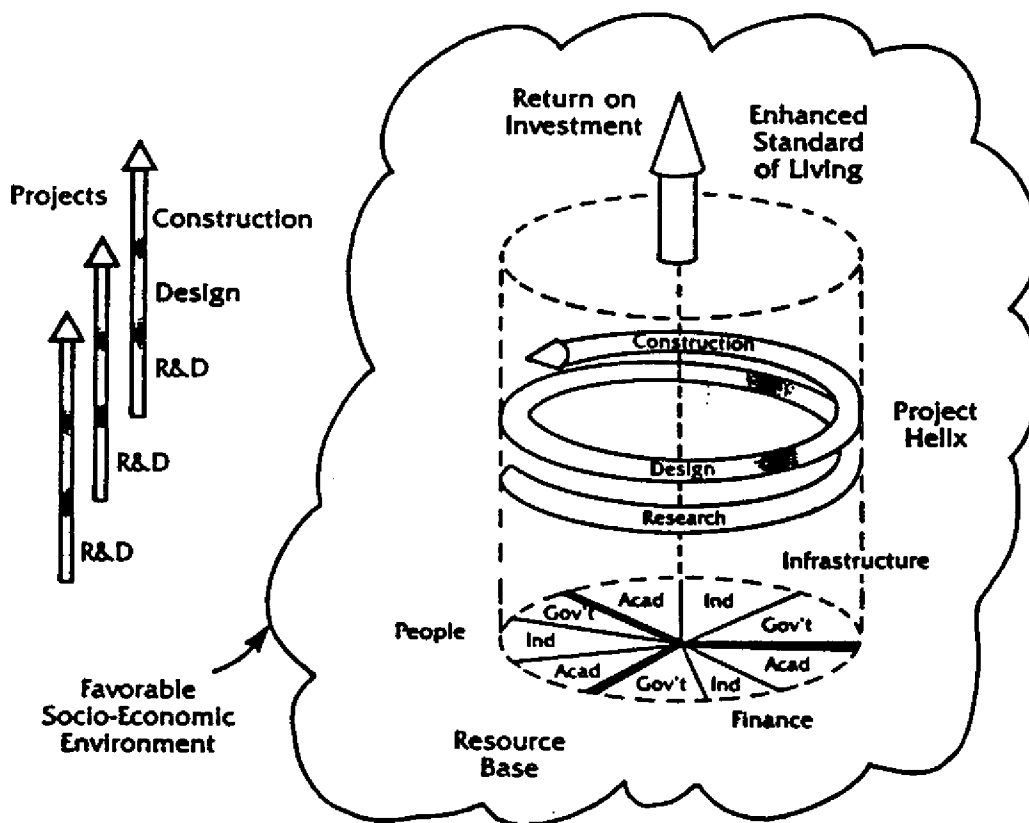 Return on
Investment
Enhanced
Standard
of Living
Projects
Construction
Design
R&D
R&D
R&D
Construction
Design
Research
Project
Helix
Infrastructure
People
Gov't
Acad
Ind
Gov't
Ind
Acad
Gov't
Ind
Acad
Finance
Favorable
Socio-Economic
Environment
Resource
Base